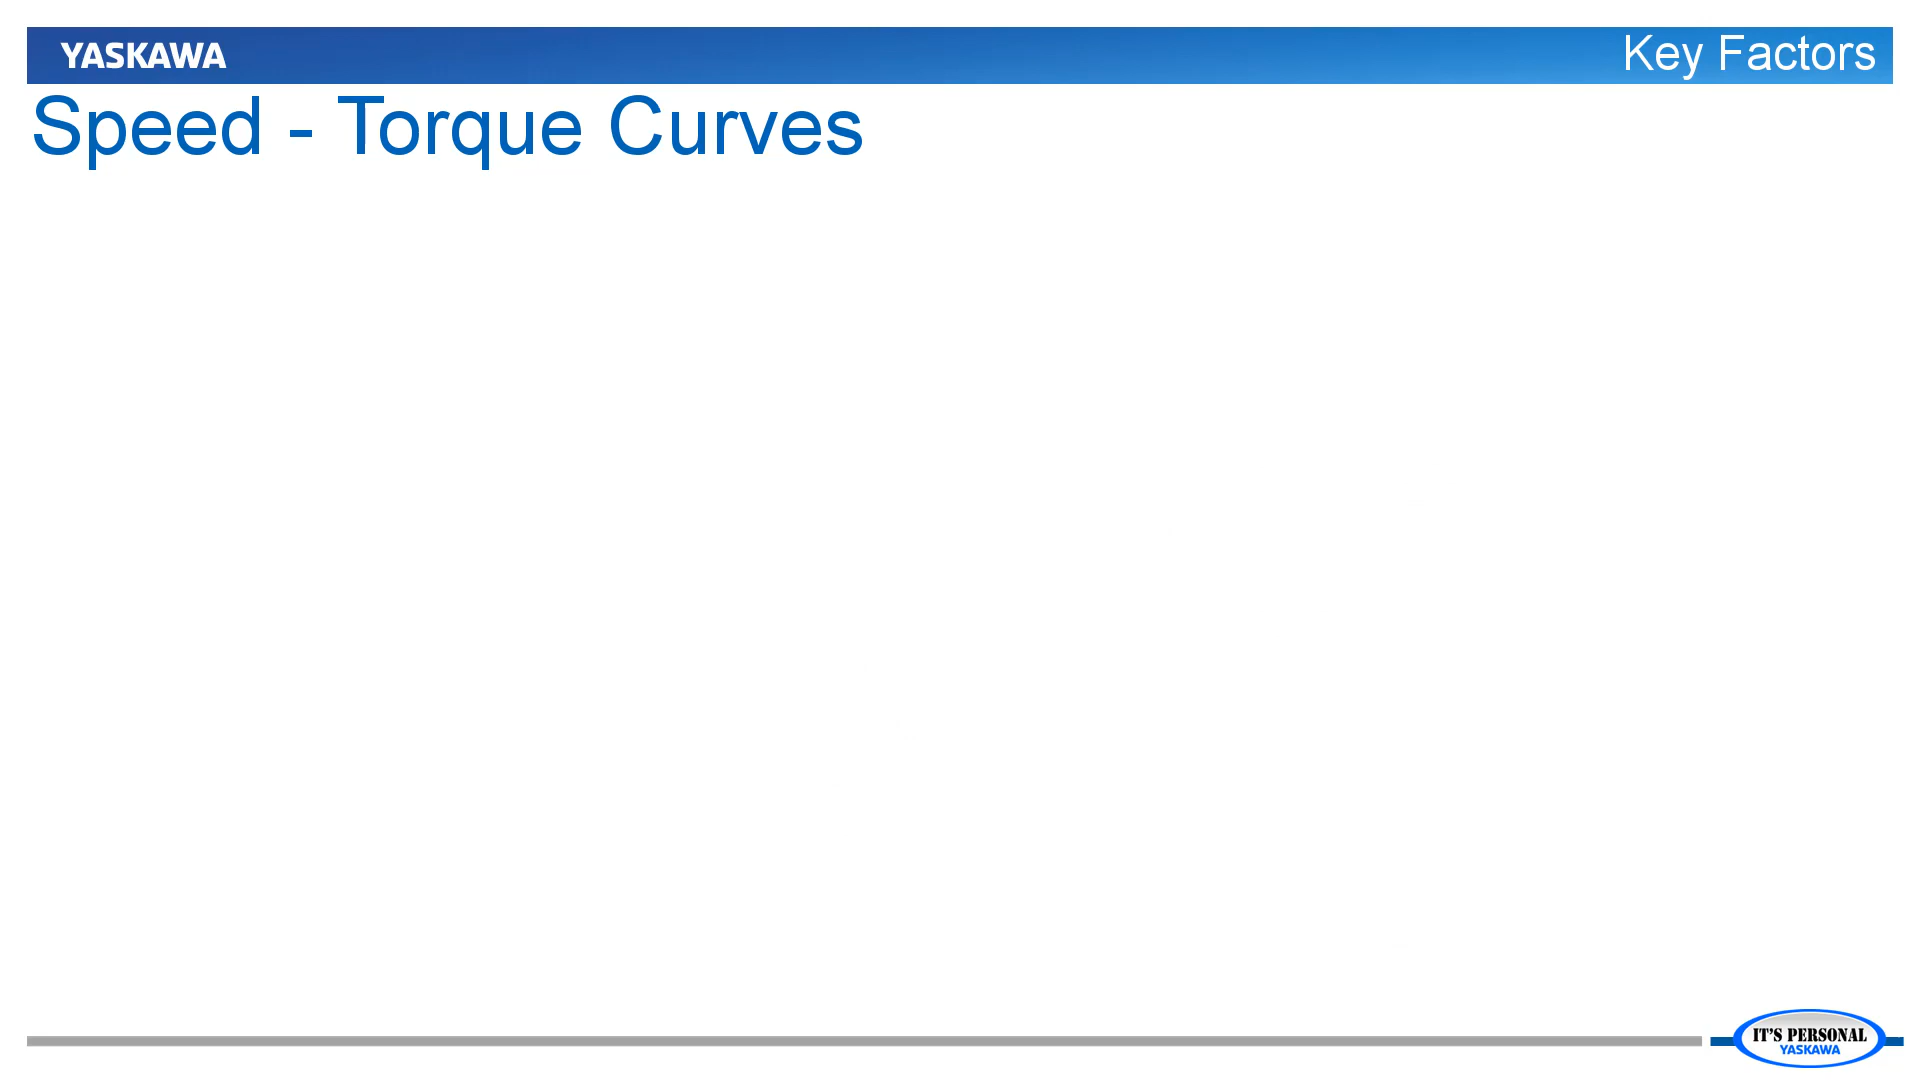 YASKAWA
Key Factors
Speed - Torque Curves
IT'S PERSONAL
YASKAWA